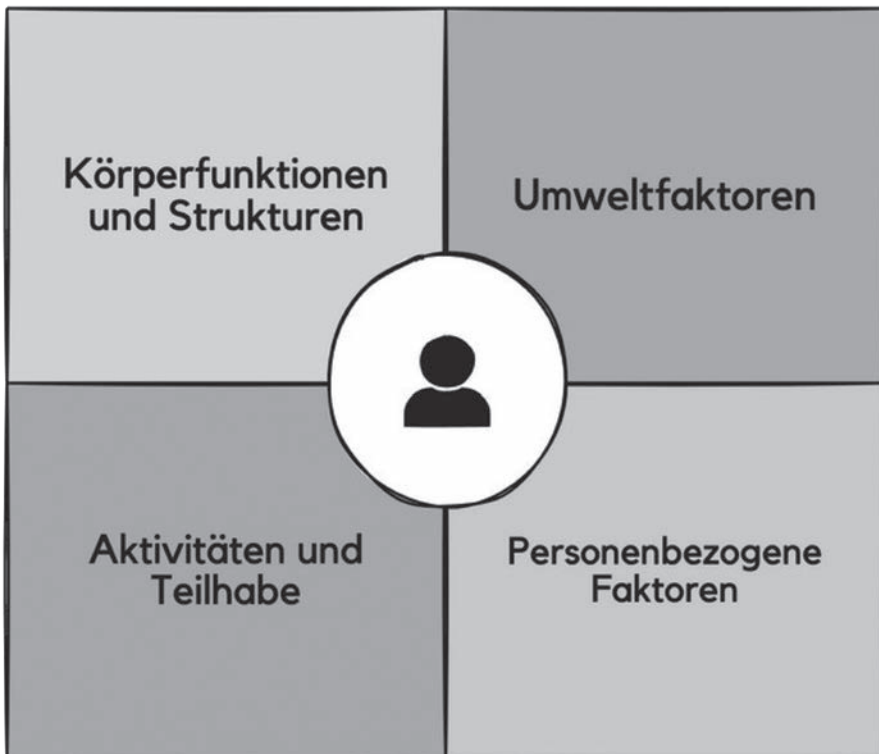 Körperfunktionen
und Strukturen
Umweltfaktoren
Aktivitäten und
Teilhabe
Personenbezogene
Faktoren